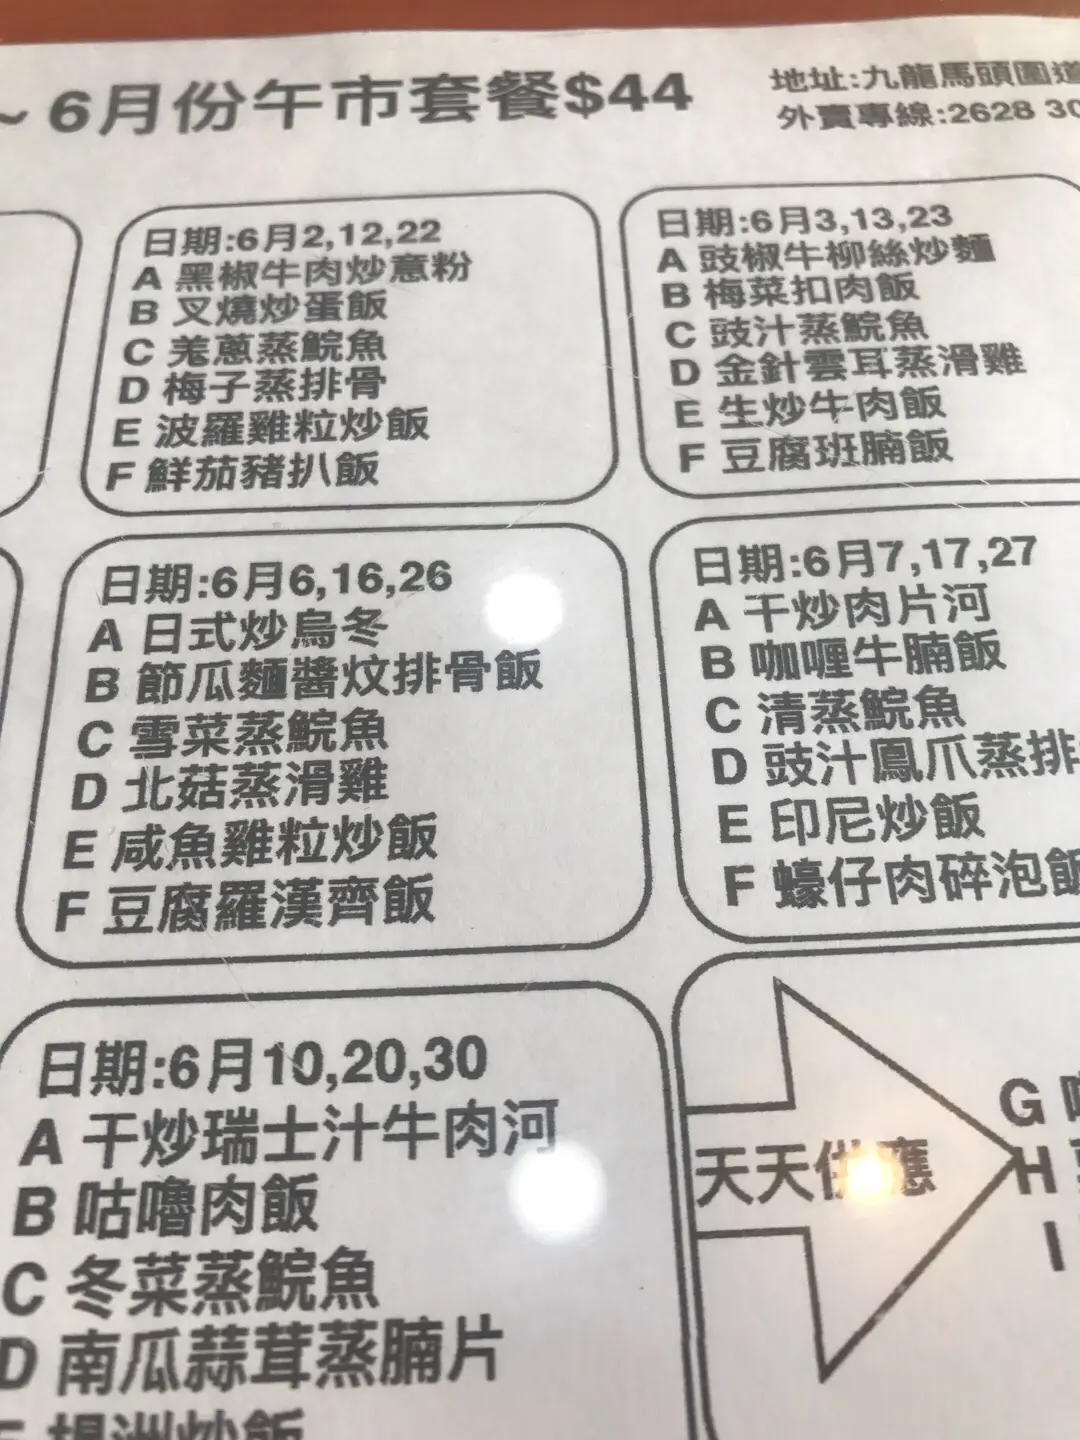 ~6月份午市套餐$44
地址:九龍馬頭圍道
外賣專線:2628 30
日期:6月2,12,22
A 黑椒牛肉炒意粉
B 叉燒炒蛋飯
C 羗蔥蒸鯇魚
D 梅子蒸排骨
E 波羅雞粒炒飯
F 鮮茄豬扒飯
日期:6月3,13,23
A 豉椒牛柳絲炒麵
B 梅菜扣肉飯
C 豉汁蒸鯇魚
D 金針雲耳蒸滑雞
E 生炒牛肉飯
F 豆腐班腩飯
日期:6月6,16,26
A 日式炒烏冬
B 節瓜麵醬炆排骨飯
C 雪菜蒸鯇魚
D 北菇蒸滑雞
E 咸魚雞粒炒飯
F 豆腐羅漢齊飯
日期:6月7,17,27
A 干炒肉片河
B 咖喱牛腩飯
C 清蒸鯇魚
D 豉汁鳳爪蒸排
E 印尼炒飯
F 蠔仔肉碎泡飯
日期:6月10,20,30
A 干炒瑞士汁牛肉河
B 咕嚕肉飯
C 冬菜蒸鯇魚
D 南瓜蒜茸蒸腩片
天天供應
G
H
I